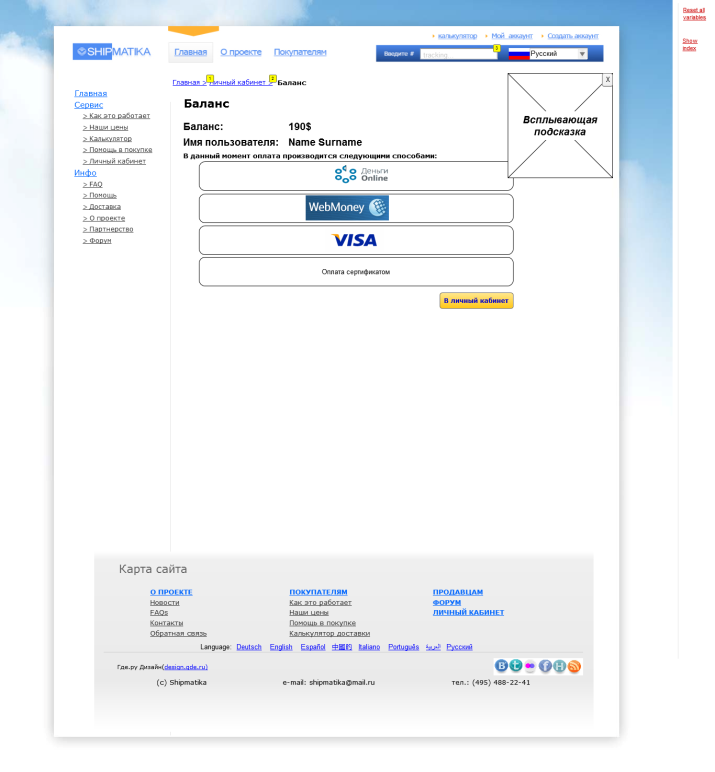 Reset all variables
Show index
калькулятор Мой аккаунт Создать аккаунт
SHIPMATIKA
Главная О проекте Покупателям
Введите # tracking 3 Русский
1 2
Главная > Личный кабинет > Баланс
X
Всплывающая подсказка
Главная
Сервис
> Как это работает
> Наши цены
> Калькулятор
> Помощь в покупке
> Личный кабинет
Инфо
> FAQ
> Помощь
> Доставка
> О проекте
> Партнерство
> Форум
Баланс
Баланс: 190$
Имя пользователя: Name Surname
В данный момент оплата производится следующими способами:
Деньги
Online
WebMoney
VISA
Оплата сертификатом
В личный кабинет
Карта сайта
О ПРОЕКТЕ
Новости
FAQs
Контакты
Обратная связь
ПОКУПАТЕЛЯМ
Как это работает
Наши цены
Помощь в покупке
Калькулятор доставки
ПРОДАВЦАМ
ФОРУМ
ЛИЧНЫЙ КАБИНЕТ
Language: Deutsch English Español 中國的 Italiano Português العربية Русский
Где.ру Дизайн(design.gde.ru)
B t f H
(c) Shipmatika e-mail: shipmatika@mail.ru тел.: (495) 488-22-41